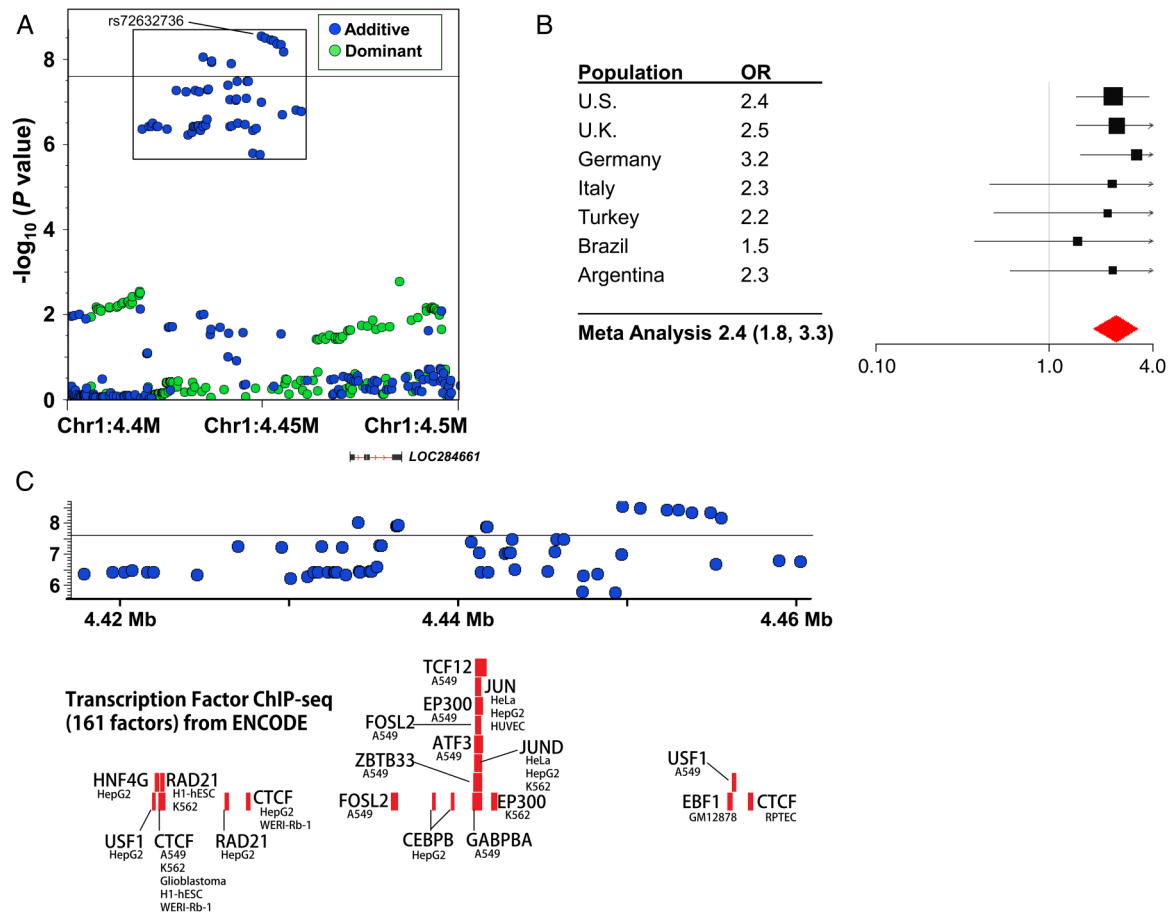 A
rs72632736
Additive
Dominant
-log10 (P value)
8
6
4
2
0
Chr1:4.4M Chr1:4.45M Chr1:4.5M
LOC284661
B
Population OR
U.S. 2.4
U.K. 2.5
Germany 3.2
Italy 2.3
Turkey 2.2
Brazil 1.5
Argentina 2.3
Meta Analysis 2.4 (1.8, 3.3)
0.10 1.0 4.0
C
8
7
6
4.42 Mb 4.44 Mb 4.46 Mb
Transcription Factor ChIP-seq
(161 factors) from ENCODE
HNF4G
HepG2
RAD21
H1-hESC
K562
USF1
HepG2
CTCF
A549
K562
Glioblastoma
H1-hESC
WERI-Rb-1
RAD21
HepG2
CTCF
HepG2
WERI-Rb-1
TCF12
A549
JUN
HeLa
HepG2
HUVEC
EP300
A549
FOSL2
A549
ATF3
A549
JUND
HeLa
HepG2
K562
ZBTB33
A549
FOSL2
A549
EP300
K562
CEBPB
HepG2
GABPBA
A549
USF1
A549
EBF1
GM12878
CTCF
RPTEC